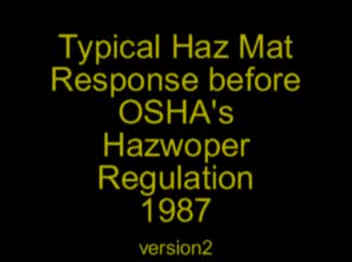 Typical Haz Mat
Response before
OSHA's
Hazwoper
Regulation
1987
version2